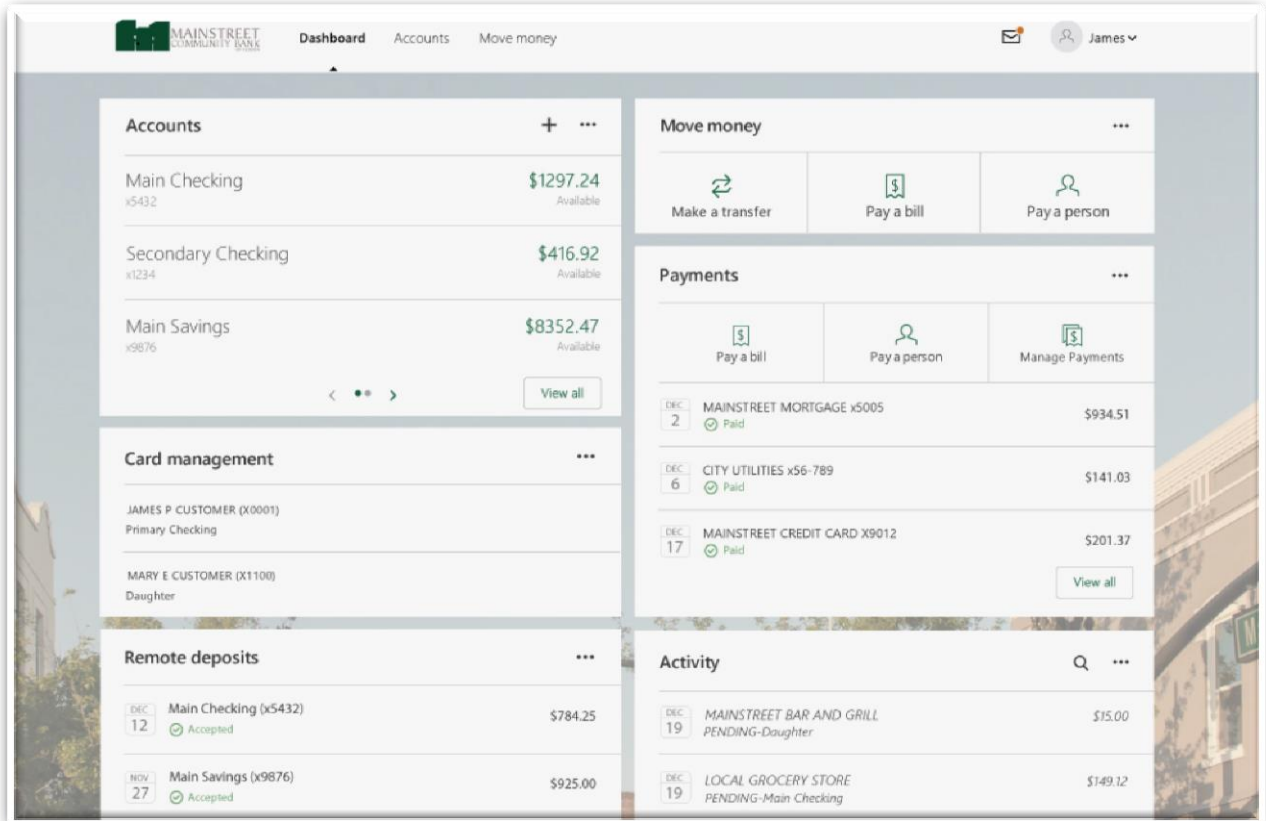 MAINSTREET
COMMUNITY BANK
Dashboard
Accounts
Move money
James
Accounts
Main Checking
$1297.24
x5432
Available
Secondary Checking
$416.92
x1234
Available
Main Savings
$8352.47
x9876
Available
View all
Card management
JAMES P CUSTOMER (X0001)
Primary Checking
MARY E CUSTOMER (X1100)
Daughter
Remote deposits
DEC
12
Main Checking (x5432)
Accepted
$784.25
NOV
27
Main Savings (x9876)
Accepted
$925.00
Move money
Make a transfer
Pay a bill
Pay a person
Payments
Pay a bill
Pay a person
Manage Payments
DEC
2
MAINSTREET MORTGAGE x5005
Paid
$934.51
DEC
6
CITY UTILITIES x56-789
Paid
$141.03
DEC
17
MAINSTREET CREDIT CARD X9012
Paid
$201.37
View all
Activity
DEC
19
MAINSTREET BAR AND GRILL
PENDING-Daughter
$15.00
DEC
19
LOCAL GROCERY STORE
PENDING-Main Checking
$149.12